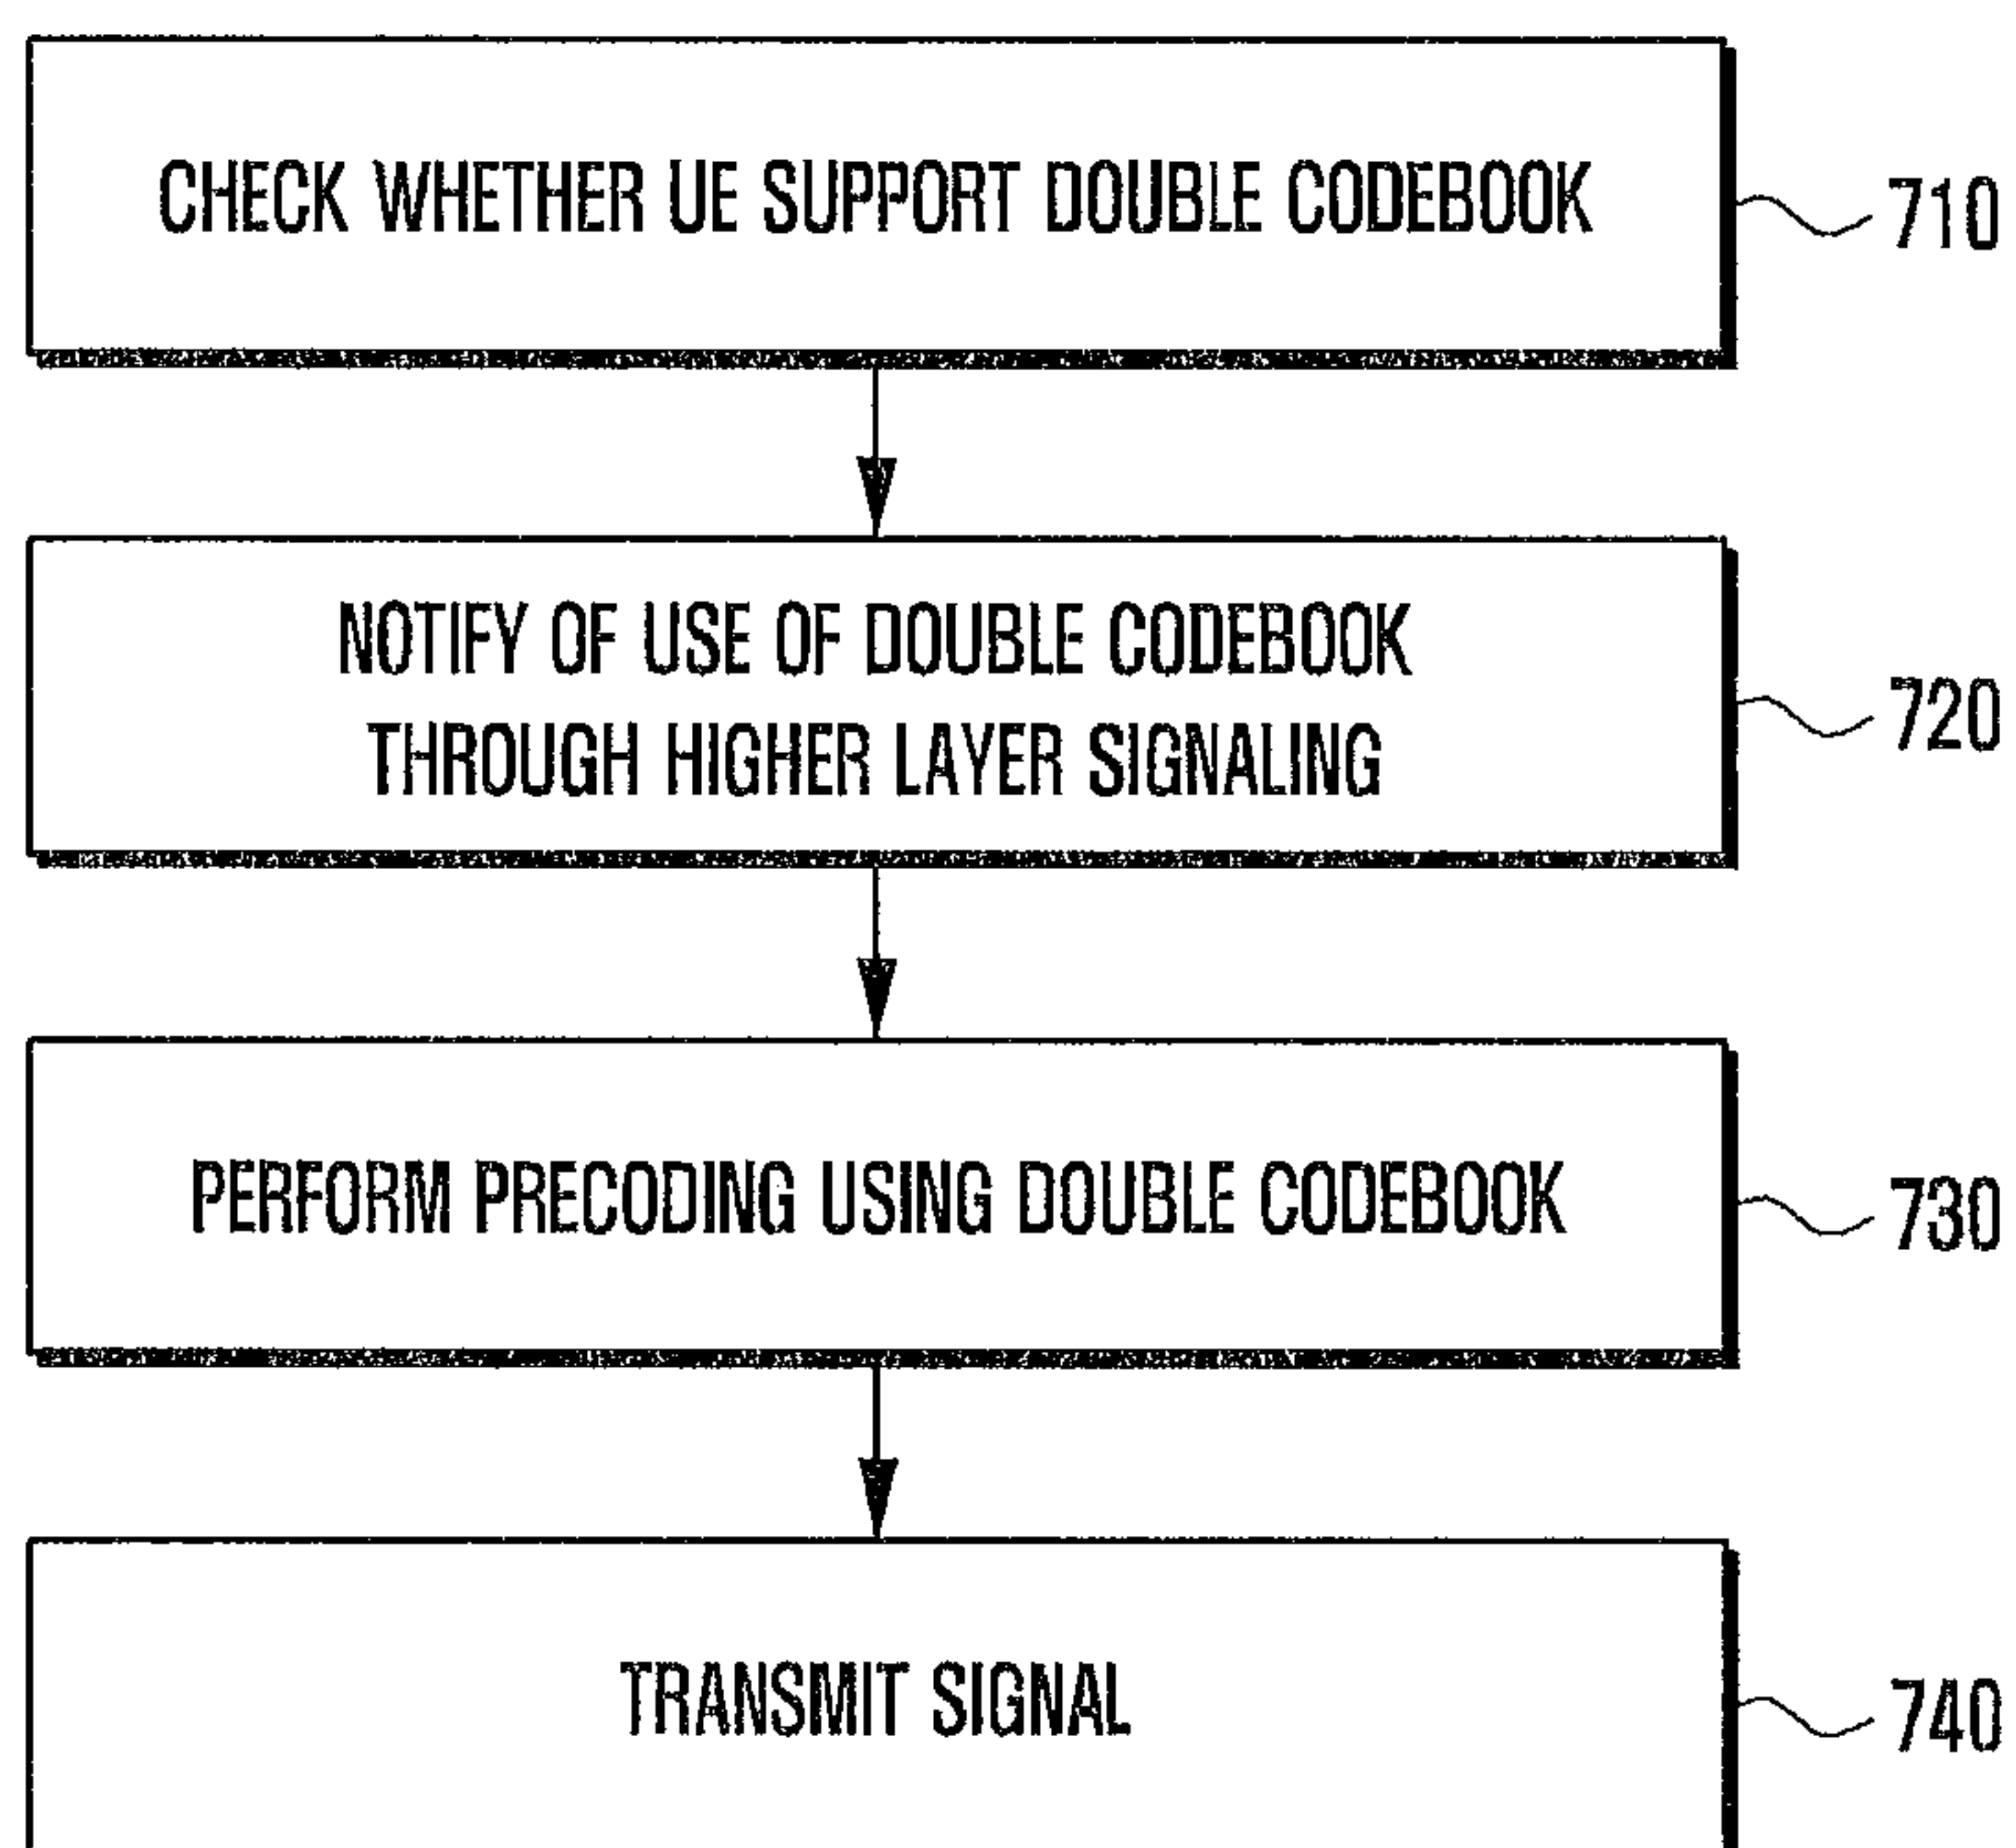 CHECK WHETHER UE SUPPORT DOUBLE CODEBOOK
710
NOTIFY OF USE OF DOUBLE CODEBOOK
THROUGH HIGHER LAYER SIGNALING
720
PERFORM PRECODING USING DOUBLE CODEBOOK
730
TRANSMIT SIGNAL
740